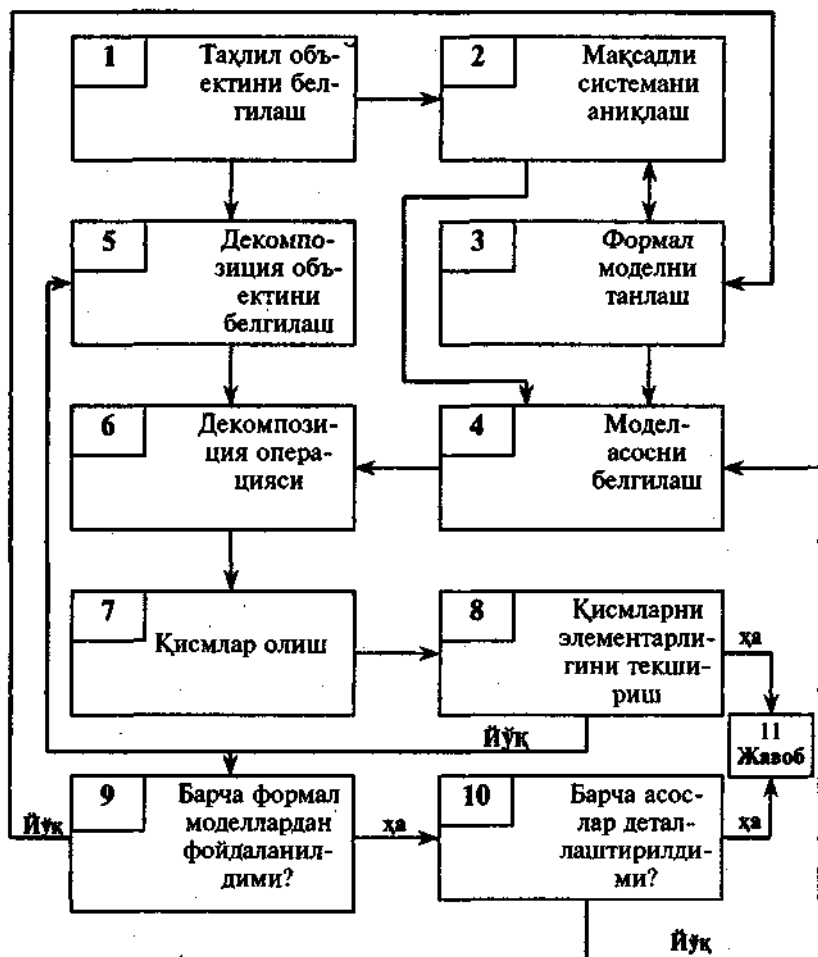 1
Таҳлил объ-
ектини бел-
гилаш
2
Мақсадли
системани
аниқлаш
5
Декомпо-
зиция объ-
ектини
белгилаш
3
Формал
моделни
танлаш
6
Декомпози-
ция опера-
цияси
4
Модел-
асосни
белгилаш
7
Қисмлар олиш
8
Қисмларни
элементарли-
гини текши-
риш
ҳа
11
Жавоб
Йўқ
9
Барча формал
моделлардан
фойдаланил-
дими?
Йўқ
ҳа
10
Барча асос-
лар детал-
лаштирилди-
ми?
ҳа
Йўқ